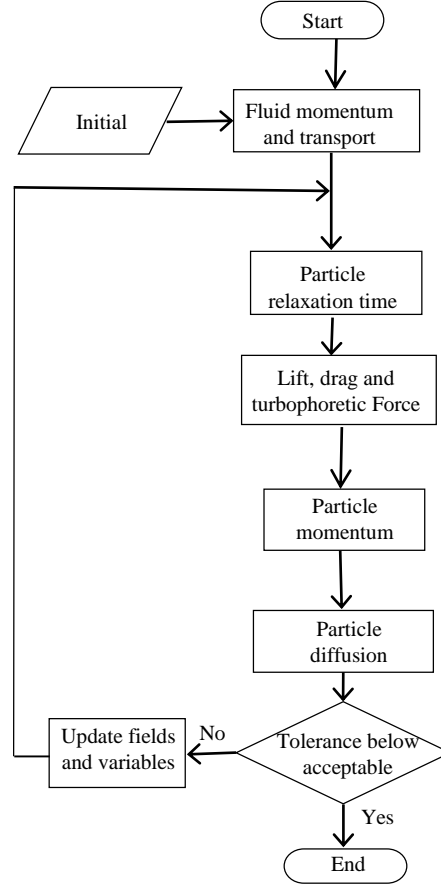 Start
Initial
Fluid momentum
and transport
Particle
relaxation time
Lift, drag and
turbophoretic Force
Particle
momentum
Particle
diffusion
Tolerance below
acceptable
No
Update fields
and variables
Yes
End